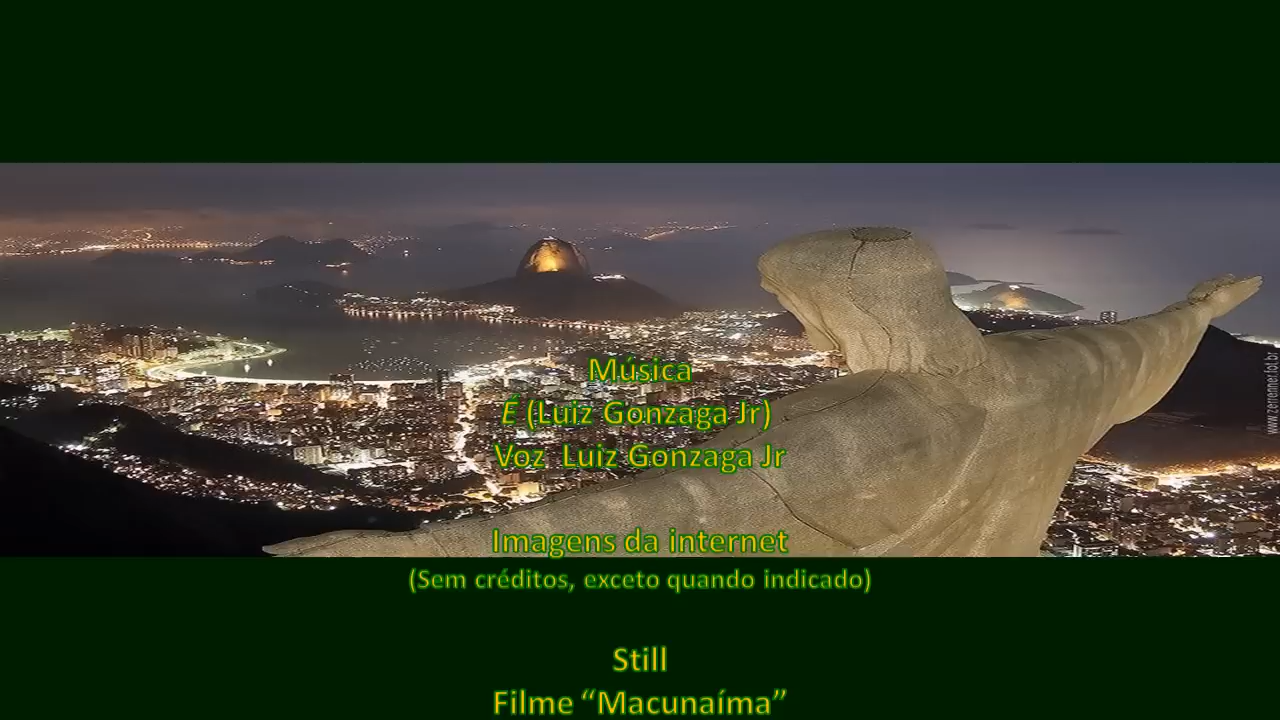 Música
É (Luiz Gonzaga Jr)
Voz  Luiz Gonzaga Jr
Imagens da internet
(Sem créditos, exceto quando indicado)
Still
Filme “Macunaíma”